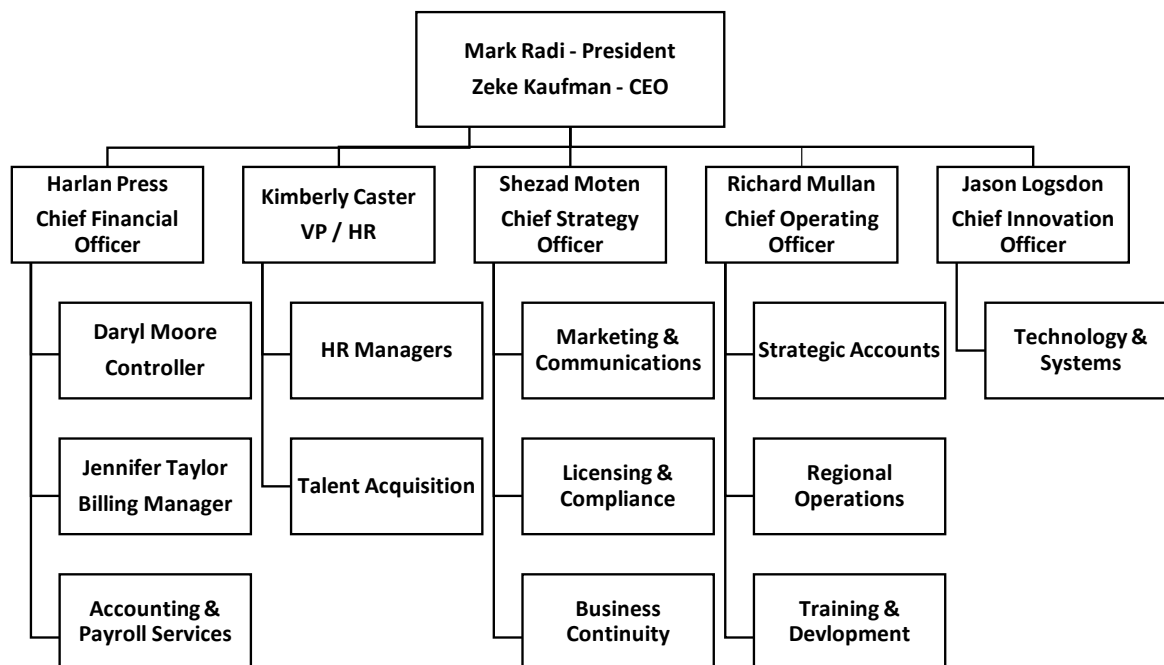 Mark Radi - President
Zeke Kaufman - CEO
Harlan Press
Chief Financial
Officer
Kimberly Caster
VP / HR
Shezad Moten
Chief Strategy
Officer
Richard Mullan
Chief Operating
Officer
Jason Logsdon
Chief Innovation
Officer
Daryl Moore
Controller
HR Managers
Marketing &
Communications
Strategic Accounts
Technology &
Systems
Jennifer Taylor
Billing Manager
Talent Acquisition
Licensing &
Compliance
Regional
Operations
Accounting &
Payroll Services
Business
Continuity
Training &
Devlopment